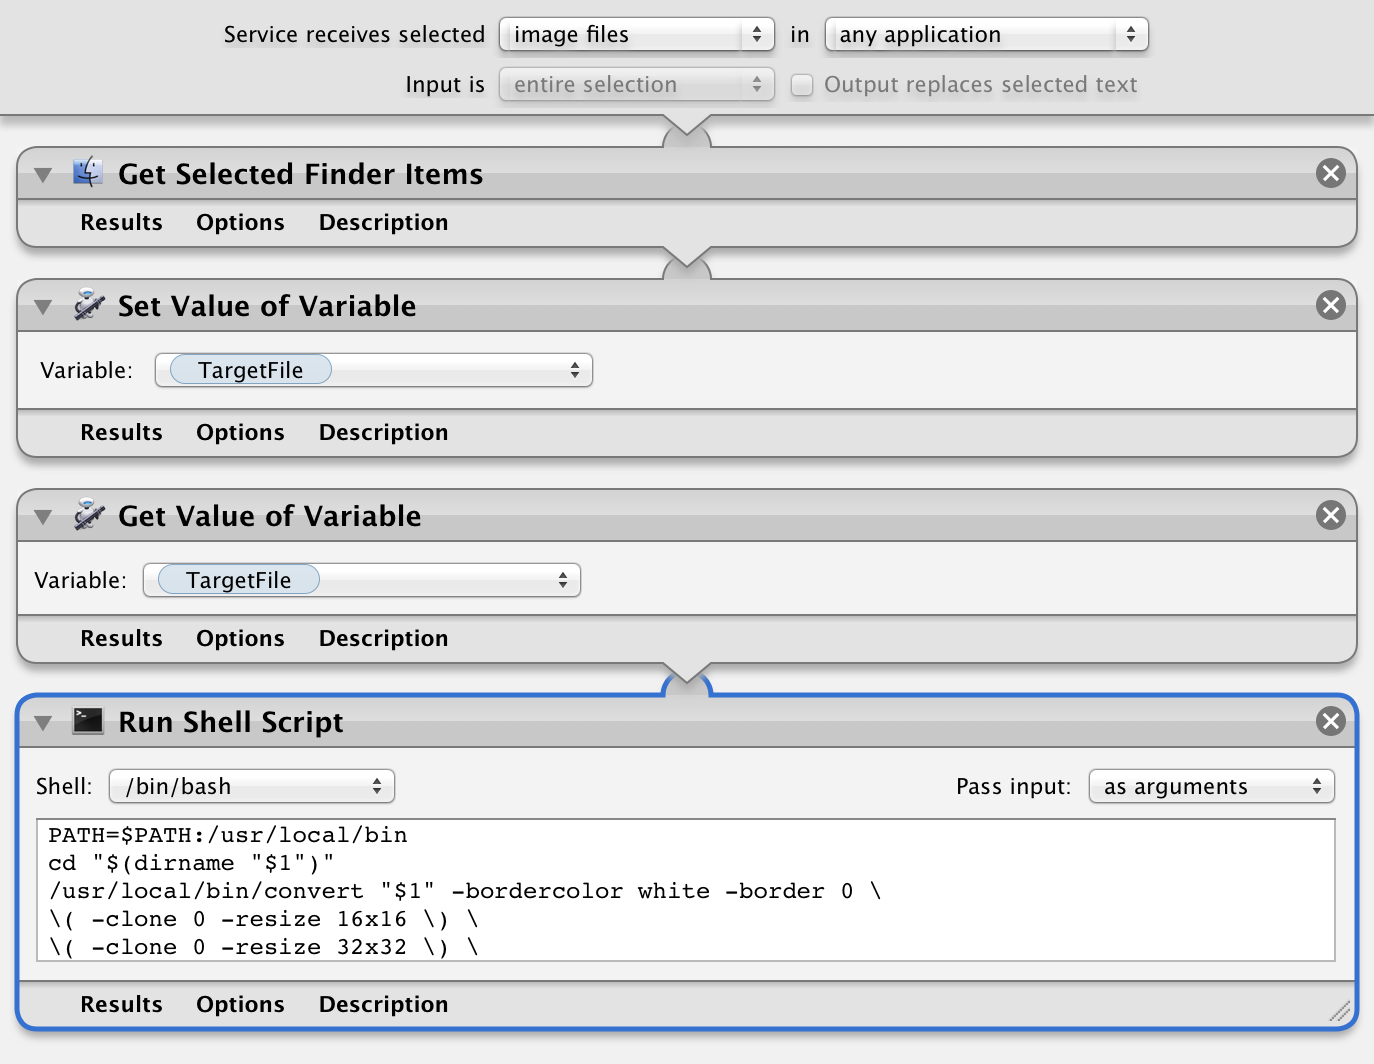 Service receives selected image files in any application
Input is entire selection Output replaces selected text
Get Selected Finder Items
Results Options Description
Set Value of Variable
Variable: TargetFile
Results Options Description
Get Value of Variable
Variable: TargetFile
Results Options Description
Run Shell Script
Shell: /bin/bash Pass input: as arguments
PATH=$PATH:/usr/local/bin
cd "$(dirname "$1")"
/usr/local/bin/convert "$1" -bordercolor white -border 0 \
\( -clone 0 -resize 16x16 \) \
\( -clone 0 -resize 32x32 \) \
Results Options Description